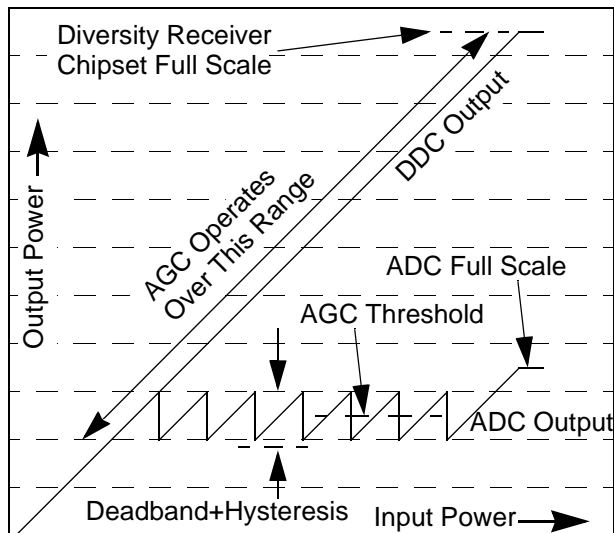 Diversity Receiver
Chipset Full Scale
DDC Output
AGC Operates
Over This Range
Output Power
ADC Full Scale
AGC Threshold
ADC Output
Deadband+Hysteresis
Input Power